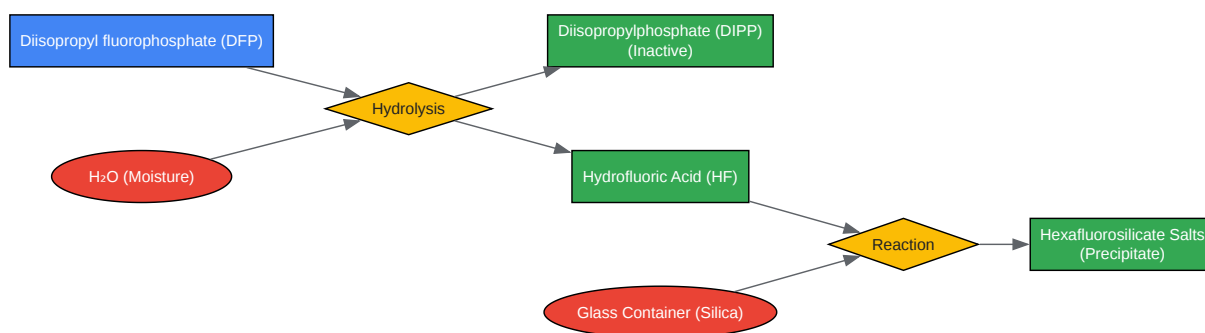 Diisopropyl fluorophosphate (DFP)
Diisopropylphosphate (DIPP)
(Inactive)
Hydrolysis
H₂O (Moisture)
Hydrofluoric Acid (HF)
Reaction
Hexafluorosilicate Salts
(Precipitate)
Glass Container (Silica)